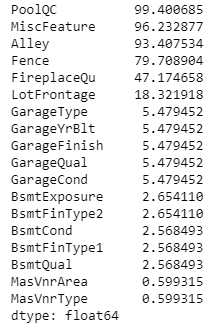 PoolQC 99.400685
MiscFeature 96.232877
Alley 93.407534
Fence 79.708904
FireplaceQu 47.174658
LotFrontage 18.321918
GarageType 5.479452
GarageYrBlt 5.479452
GarageFinish 5.479452
GarageQual 5.479452
GarageCond 5.479452
BsmtExposure 2.654110
BsmtFinType2 2.654110
BsmtCond 2.568493
BsmtFinType1 2.568493
BsmtQual 2.568493
MasVnrArea 0.599315
MasVnrType 0.599315
dtype: float64